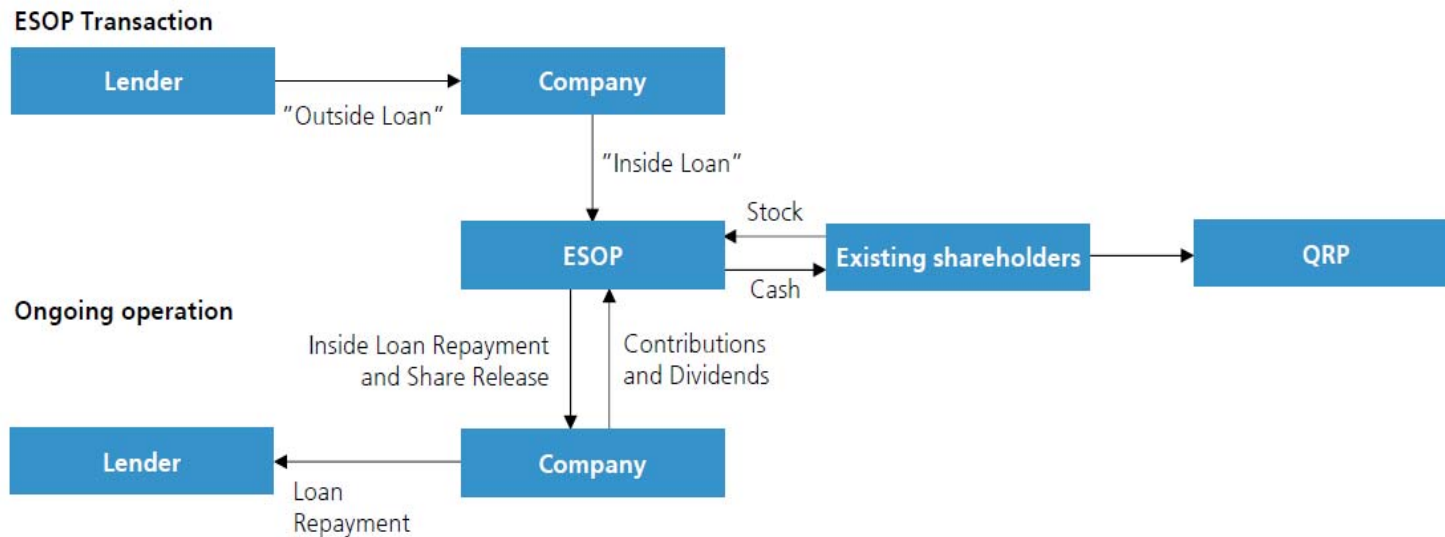 ESOP Transaction
Lender
Company
"Outside Loan"
"Inside Loan"
Stock
ESOP
Existing shareholders
QRP
Cash
Ongoing operation
Inside Loan Repayment
and Share Release
Contributions
and Dividends
Lender
Company
Loan
Repayment